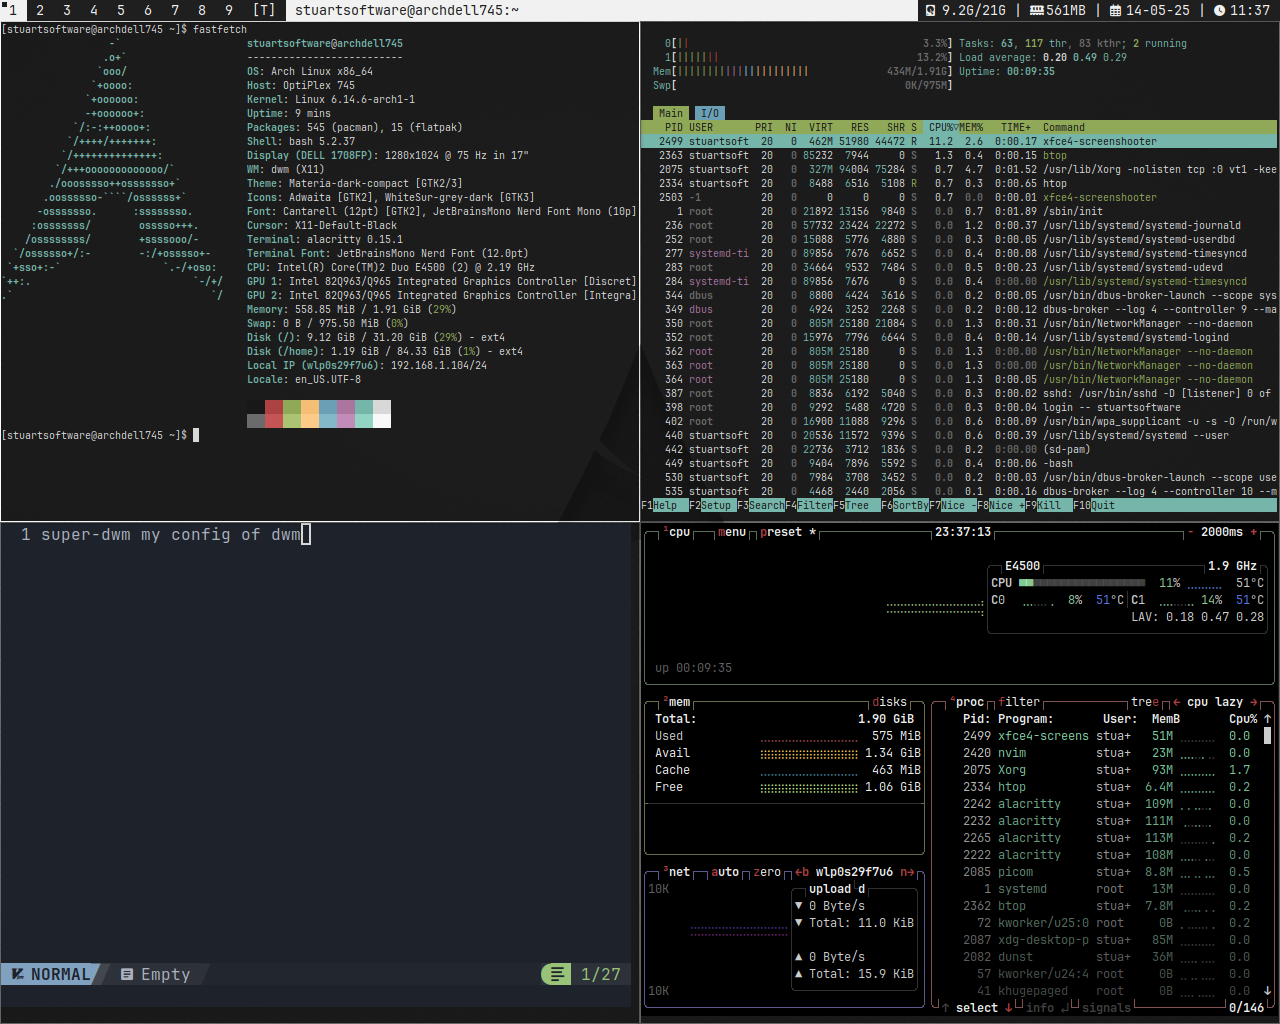 1 2 3 4 5 6 7 8 9 [T] stuartsoftware@archdell745:~ 9.2G/21G | 561MB | 14-05-25 | 11:37
[stuartsoftware@archdell745 ~]$ fastfetch
stuartsoftware@archdell745
--------------------------
OS: Arch Linux x86_64
Host: OptiPlex 745
Kernel: Linux 6.14.6-arch1-1
Uptime: 9 mins
Packages: 545 (pacman), 15 (flatpak)
Shell: bash 5.2.37
Display (DELL 1708FP): 1280x1024 @ 75 Hz in 17"
WM: dwm (X11)
Theme: Materia-dark-compact [GTK2/3]
Icons: Adwaita [GTK2], WhiteSur-grey-dark [GTK3]
Font: Cantarell (12pt) [GTK2], JetBrainsMono Nerd Font Mono (10p]
Cursor: X11-Default-Black
Terminal: alacritty 0.15.1
Terminal Font: JetBrainsMono Nerd Font (12.0pt)
CPU: Intel(R) Core(TM)2 Duo E4500 (2) @ 2.19 GHz
GPU 1: Intel 82Q963/Q965 Integrated Graphics Controller [Discret]
GPU 2: Intel 82Q963/Q965 Integrated Graphics Controller [Integra]
Memory: 558.85 MiB / 1.91 GiB (29%)
Swap: 0 B / 975.50 MiB (0%)
Disk (/): 9.12 GiB / 31.20 GiB (29%) - ext4
Disk (/home): 1.19 GiB / 84.33 GiB (1%) - ext4
Local IP (wlp0s29f7u6): 192.168.1.104/24
Locale: en_US.UTF-8
[stuartsoftware@archdell745 ~]$
0[|| 3.3%] Tasks: 63, 117 thr, 83 kthr; 2 running
1[||||||| 13.2%] Load average: 0.20 0.49 0.29
Mem[|||||||||||||||||||||||| 434M/1.91G] Uptime: 00:09:35
Swp[ 0K/975M]
Main I/O
PID USER PRI NI VIRT RES SHR S CPU%▽MEM% TIME+ Command
2499 stuartsoft 20 0 462M 51980 44472 R 11.2 2.6 0:00.17 xfce4-screenshooter
2363 stuartsoft 20 0 85232 7944 0 S 1.3 0.4 0:00.15 btop
2075 stuartsoft 20 0 327M 94004 75284 S 0.7 4.7 0:01.52 /usr/lib/Xorg -nolisten tcp :0 vt1 -kee
2334 stuartsoft 20 0 8488 6516 5108 R 0.7 0.3 0:00.65 htop
2503 -1 20 0 0 0 0 S 0.7 0.0 0:00.01 xfce4-screenshooter
1 root 20 0 21892 13156 9840 S 0.0 0.7 0:01.89 /sbin/init
236 root 20 0 57732 23424 22272 S 0.0 1.2 0:00.37 /usr/lib/systemd/systemd-journald
252 root 20 0 15088 5776 4880 S 0.0 0.3 0:00.05 /usr/lib/systemd/systemd-userdbd
277 systemd-ti 20 0 89856 7676 6652 S 0.0 0.4 0:00.08 /usr/lib/systemd/systemd-timesyncd
283 root 20 0 34664 9532 7484 S 0.0 0.5 0:00.23 /usr/lib/systemd/systemd-udevd
284 systemd-ti 20 0 89856 7676 0 S 0.0 0.4 0:00.00 /usr/lib/systemd/systemd-timesyncd
344 dbus 20 0 8800 4424 3616 S 0.0 0.2 0:00.05 /usr/bin/dbus-broker-launch --scope sys
349 dbus 20 0 4924 3252 2268 S 0.0 0.2 0:00.12 dbus-broker --log 4 --controller 9 --ma
350 root 20 0 805M 25180 21084 S 0.0 1.3 0:00.31 /usr/bin/NetworkManager --no-daemon
352 root 20 0 15976 7796 6644 S 0.0 0.4 0:00.14 /usr/lib/systemd/systemd-logind
362 root 20 0 805M 25180 0 S 0.0 1.3 0:00.00 /usr/bin/NetworkManager --no-daemon
363 root 20 0 805M 25180 0 S 0.0 1.3 0:00.00 /usr/bin/NetworkManager --no-daemon
364 root 20 0 805M 25180 0 S 0.0 1.3 0:00.05 /usr/bin/NetworkManager --no-daemon
387 root 20 0 8836 6192 5040 S 0.0 0.3 0:00.02 sshd: /usr/bin/sshd -D [listener] 0 of
398 root 20 0 9292 5488 4720 S 0.0 0.3 0:00.04 login -- stuartsoftware
402 root 20 0 16900 11088 9296 S 0.0 0.6 0:00.09 /usr/bin/wpa_supplicant -u -s -O /run/w
440 stuartsoft 20 0 20536 11572 9396 S 0.0 0.6 0:00.39 /usr/lib/systemd/systemd --user
442 stuartsoft 20 0 22736 3712 1836 S 0.0 0.2 0:00.00 (sd-pam)
449 stuartsoft 20 0 9404 7896 5592 S 0.0 0.4 0:00.06 -bash
530 stuartsoft 20 0 7984 3708 3452 S 0.0 0.2 0:00.03 /usr/bin/dbus-broker-launch --scope use
535 stuartsoft 20 0 4468 2440 2056 S 0.0 0.1 0:00.16 dbus-broker --log 4 --controller 10 --m
F1Help F2Setup F3SearchF4FilterF5Tree F6SortByF7Nice -F8Nice +F9Kill F10Quit
1 super-dwm my config of dwm
NORMAL Empty 1/27
¹cpu menu preset * 23:37:13 - 2000ms +
E4500 1.9 GHz
CPU 11% 51°C
C0 8% 51°C C1 14% 51°C
LAV: 0.18 0.47 0.28
up 00:09:35
²mem disks
Total: 1.90 GiB
Used 575 MiB
Avail 1.34 GiB
Cache 463 MiB
Free 1.06 GiB
³net auto zero ←b wlp0s29f7u6 n→
10K upload d
▼ 0 Byte/s
▼ Total: 11.0 KiB
▲ 0 Byte/s
▲ Total: 15.9 KiB
10K
⁴proc filter tree ← cpu lazy →
Pid: Program: User: MemB Cpu% ↑
2499 xfce4-screens stua+ 51M 0.0
2420 nvim stua+ 23M 0.0
2075 Xorg stua+ 93M 1.7
2334 htop stua+ 6.4M 0.2
2242 alacritty stua+ 109M 0.0
2232 alacritty stua+ 111M 0.0
2265 alacritty stua+ 113M 0.2
2222 alacritty stua+ 108M 0.0
2085 picom stua+ 8.8M 0.5
1 systemd root 13M 0.0
2362 btop stua+ 7.8M 0.2
72 kworker/u25:0 root 0B 0.2
2087 xdg-desktop-p stua+ 85M 0.0
2082 dunst stua+ 36M 0.0
57 kworker/u24:4 root 0B 0.0
41 khugepaged root 0B 0.0 ↓
↑ select ↓ info ↵ signals 0/146